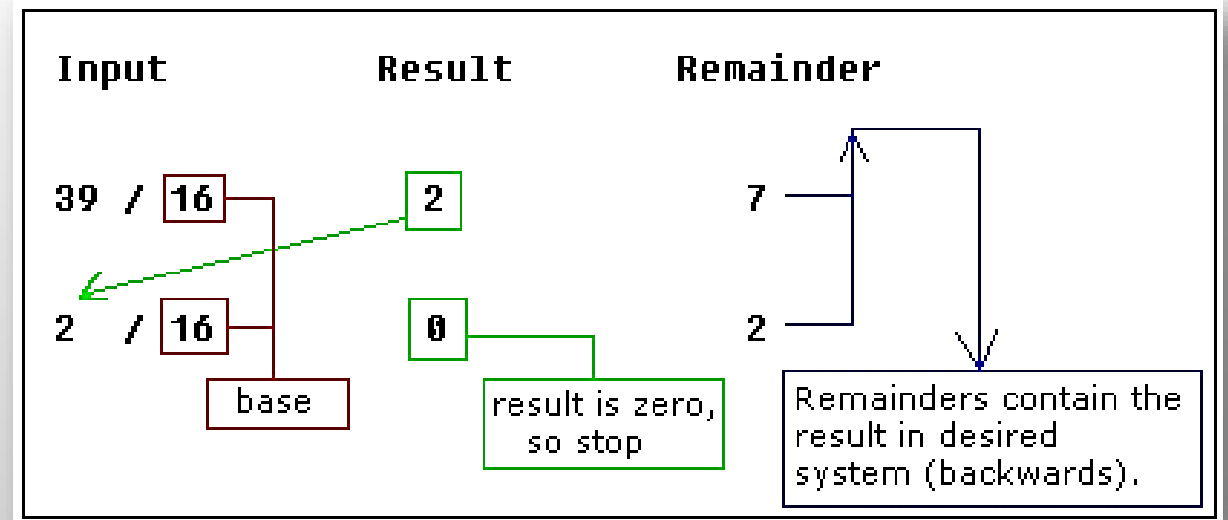 Input Result Remainder
39 / 16 2 7
2 / 16 0 2
base
result is zero,
so stop
Remainders contain the
result in desired
system (backwards).